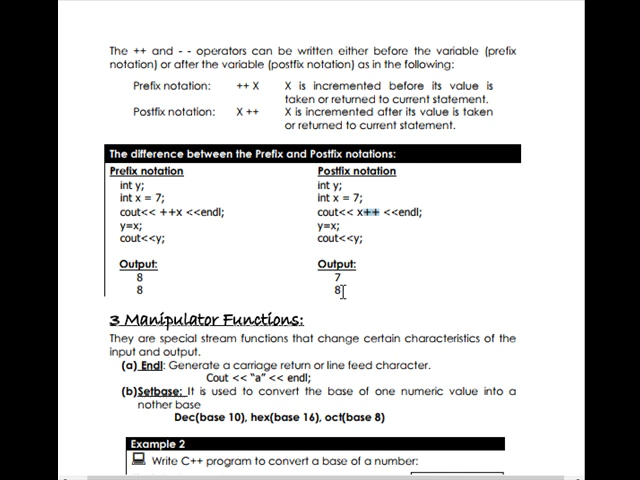 The ++ and - - operators can be written either before the variable (prefix
notation) or after the variable (postfix notation) as in the following:
Prefix notation: ++ X X is incremented before its value is
taken or returned to current statement.
Postfix notation: X ++ X is incremented after its value is taken
or returned to current statement.
The difference between the Prefix and Postfix notations:
Prefix notation
int y;
int x = 7;
cout<< ++x <<endl;
y=x;
cout<<y;
Output:
8
8
Postfix notation
int y;
int x = 7;
cout<< x++ <<endl;
y=x;
cout<<y;
Output:
7
8
3 Manipulator Functions:
They are special stream functions that change certain characteristics of the
input and output.
(a) Endl: Generate a carriage return or line feed character.
Cout << "a" << endl;
(b)Setbase: It is used to convert the base of one numeric value into a
nother base
Dec(base 10), hex(base 16), oct(base 8)
Example 2
Write C++ program to convert a base of a number: